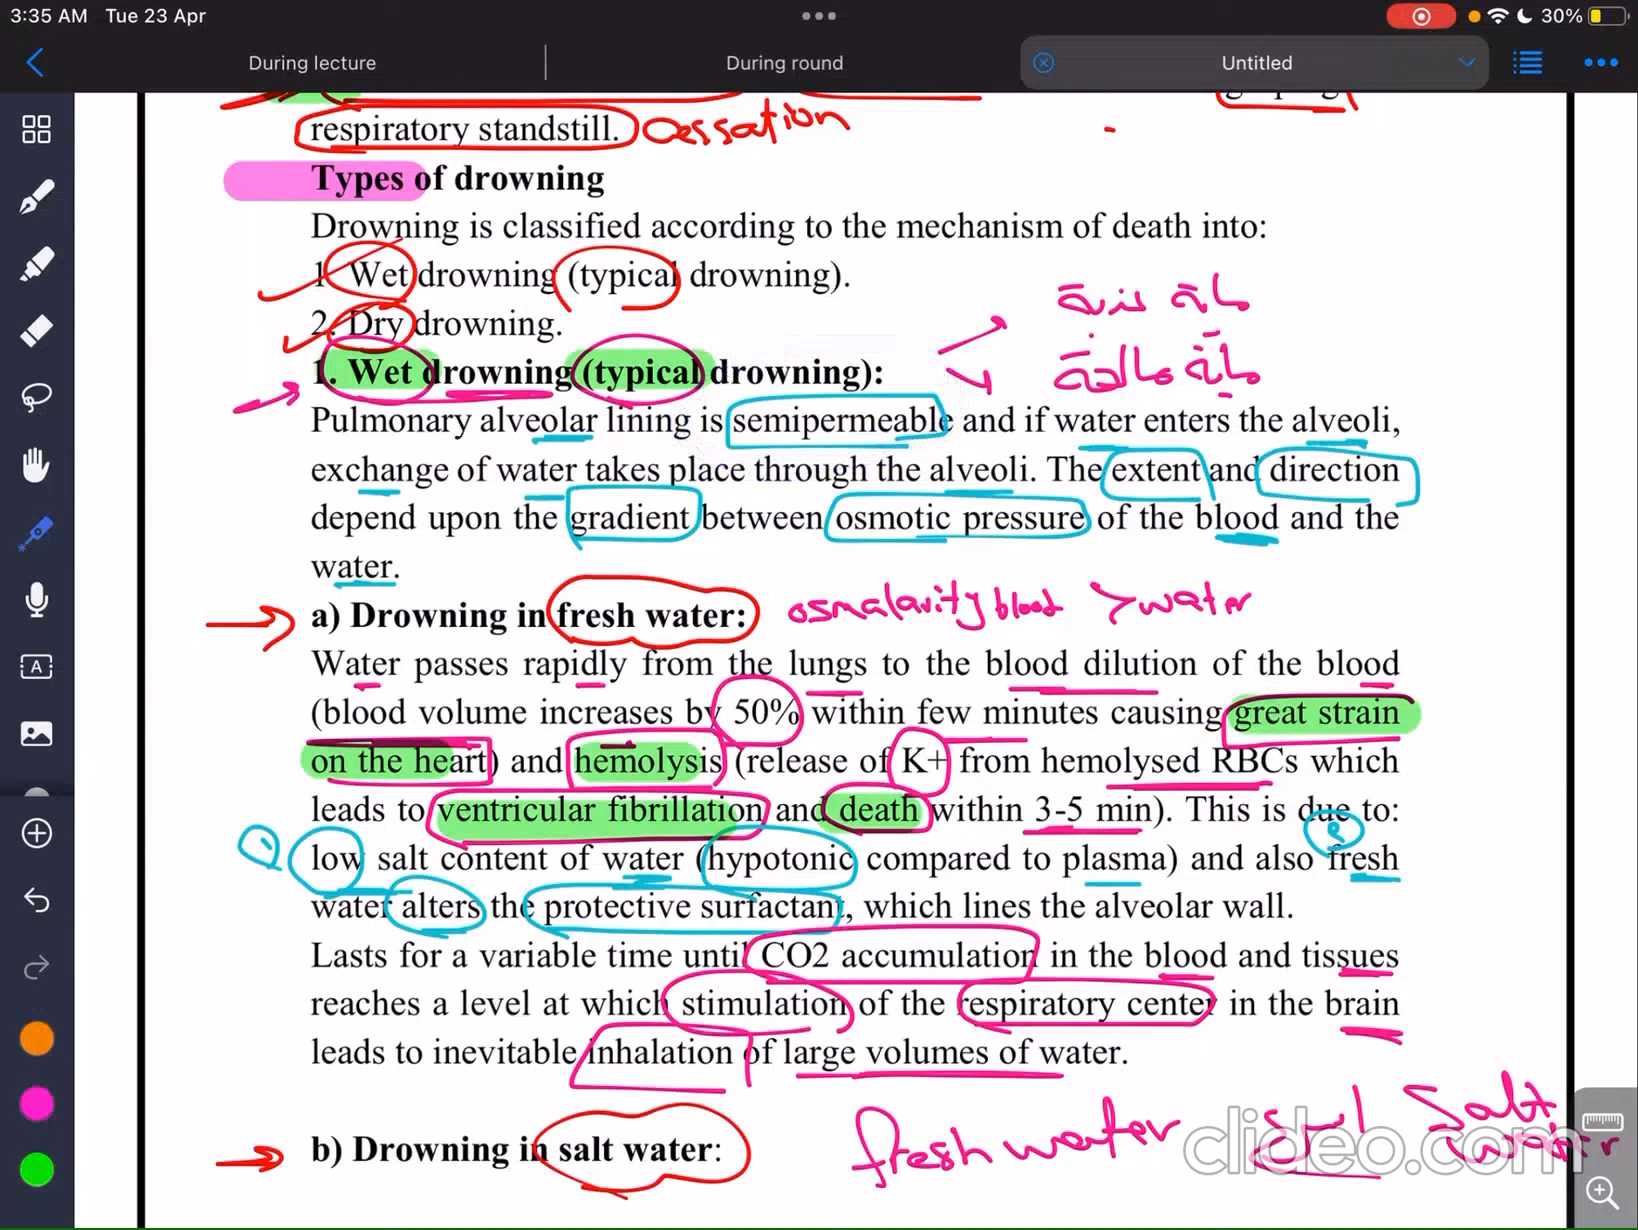 3:35 AM Tue 23 Apr
30%
During lecture
During round
Untitled
respiratory standstill. Cessation
Types of drowning
Drowning is classified according to the mechanism of death into:
1. Wet drowning (typical drowning).
2. Dry drowning.
1. Wet drowning (typical drowning):
Pulmonary alveolar lining is semipermeable and if water enters the alveoli,
exchange of water takes place through the alveoli. The extent and direction
depend upon the gradient between osmotic pressure of the blood and the
water.
a) Drowning in fresh water: osmalarity blood > water
Water passes rapidly from the lungs to the blood dilution of the blood
(blood volume increases by 50% within few minutes causing great strain
on the heart) and hemolysis (release of K+ from hemolysed RBCs which
leads to ventricular fibrillation and death within 3-5 min). This is due to:
low salt content of water (hypotonic compared to plasma) and also fresh
water alters the protective surfactant, which lines the alveolar wall.
Lasts for a variable time until CO2 accumulation in the blood and tissues
reaches a level at which stimulation of the respiratory center in the brain
leads to inevitable inhalation of large volumes of water.
b) Drowning in salt water:
fresh water
Salt
water
clideo.com